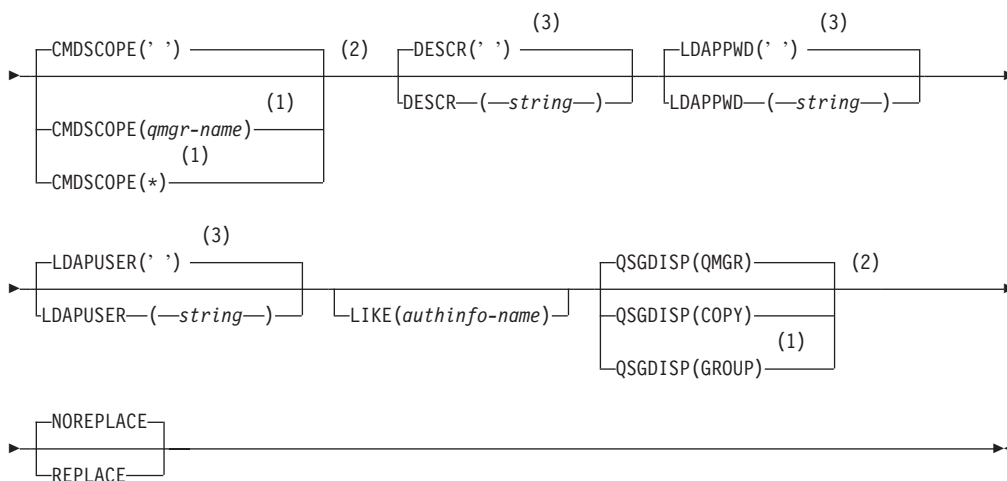 CMDSCOPE(' ') (2) DESCR(' ') (3) LDAPPWD(' ') (3)
DESCR (string) LDAPPWD (string)
CMDSCOPE(qmgr-name) (1)
CMDSCOPE(*) (1)
LDAPUSER(' ') (3) QSGDISP(QMGR) (2)
LDAPUSER (string) LIKE(authinfo-name) QSGDISP(COPY)
QSGDISP(GROUP) (1)
NOREPLACE
REPLACE